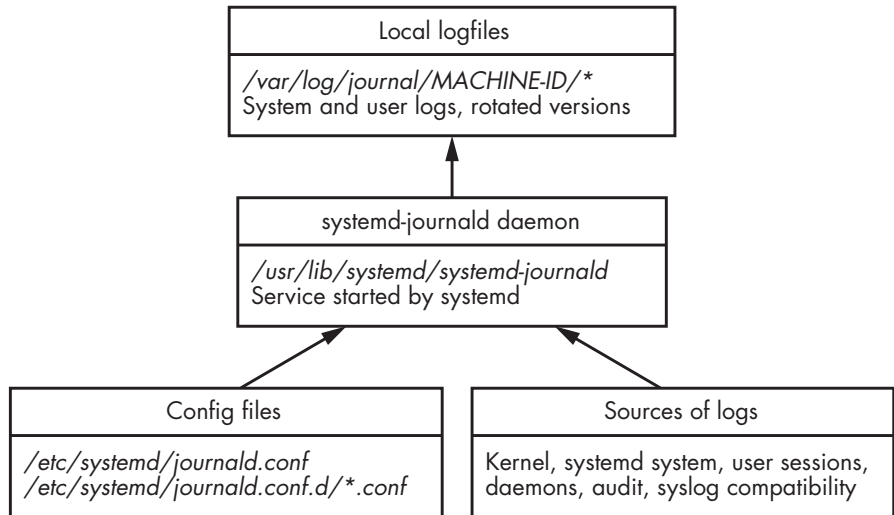 Local logfiles
/var/log/journal/MACHINE-ID/*
System and user logs, rotated versions
systemd-journald daemon
/usr/lib/systemd/systemd-journald
Service started by systemd
Config files
/etc/systemd/journald.conf
/etc/systemd/journald.conf.d/*.conf
Sources of logs
Kernel, systemd system, user sessions,
daemons, audit, syslog compatibility